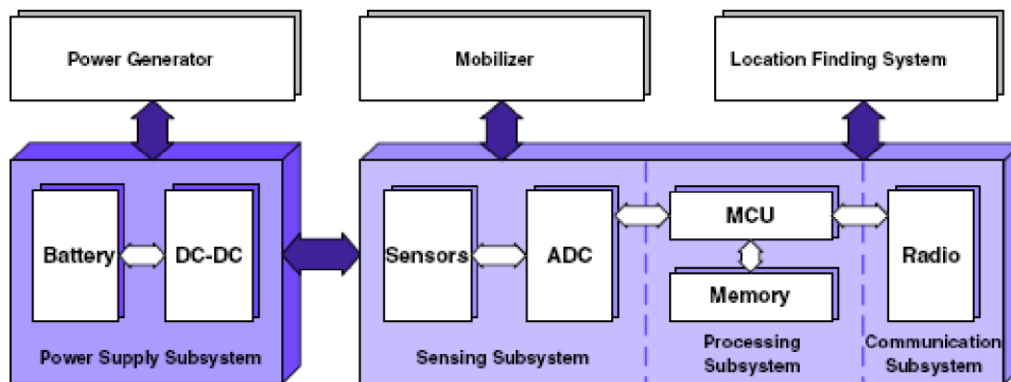 Power Generator
Mobilizer
Location Finding System
Battery
DC-DC
Sensors
ADC
MCU
Memory
Radio
Power Supply Subsystem
Sensing Subsystem
Processing
Subsystem
Communication
Subsystem